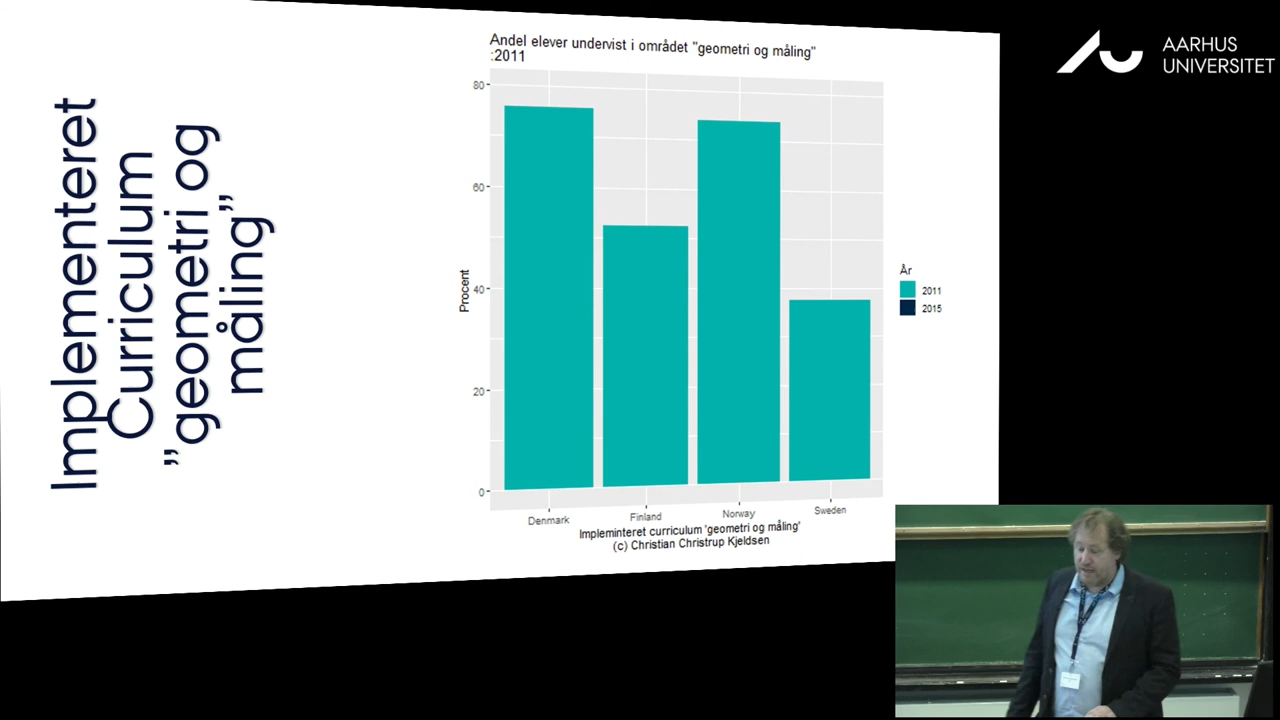 Implementeret
Curriculum
”geometri og
måling”
Andel elever undervist i området "geometri og måling"
:2011
Procent
80
60
40
20
0
Denmark
Finland
Norway
Sweden
Impleminteret curriculum 'geometri og måling'
(c) Christian Christrup Kjeldsen
År
2011
2015
AARHUS
UNIVERSITET